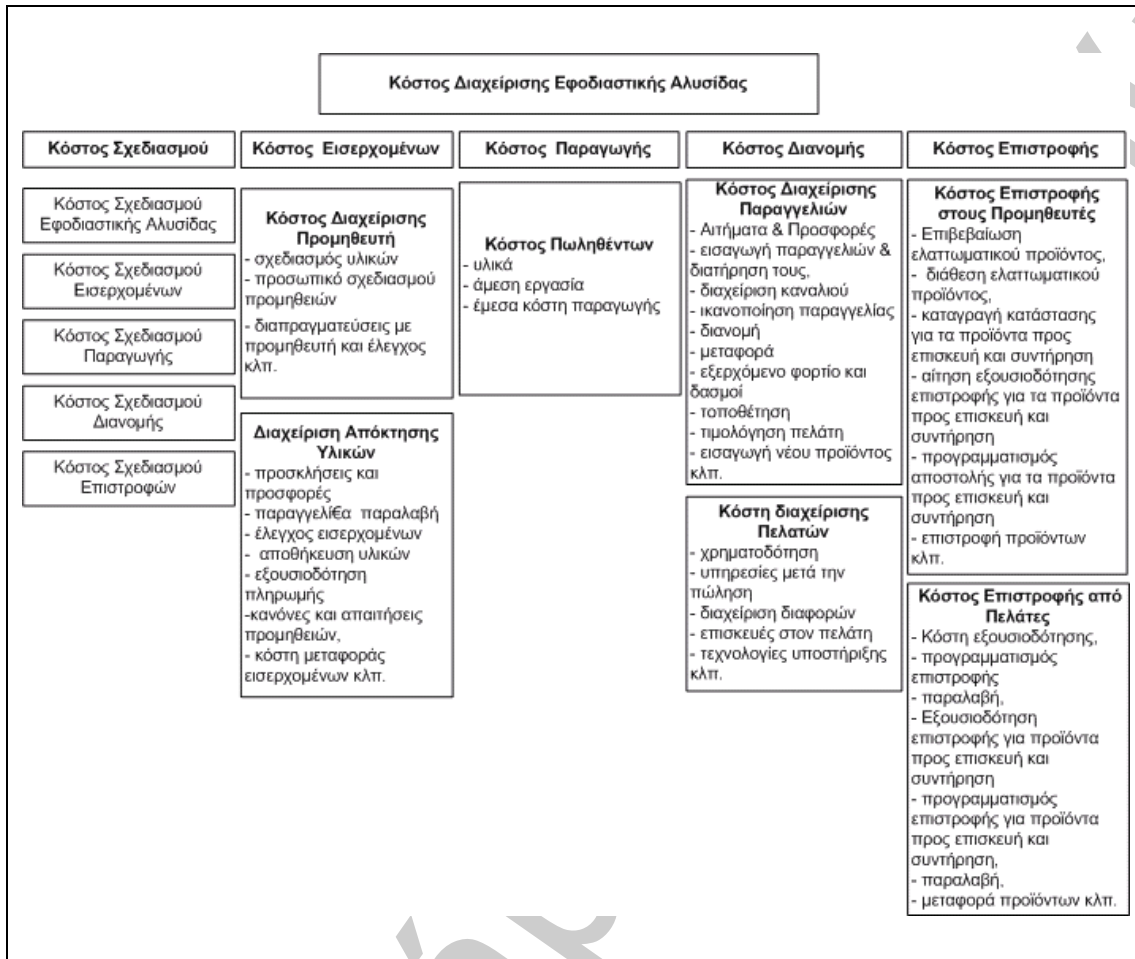 Κόστος Διαχείρισης Εφοδιαστικής Αλυσίδας
Κόστος Σχεδιασμού
Κόστος Σχεδιασμού
Εφοδιαστικής Αλυσίδας
Κόστος Σχεδιασμού
Εισερχομένων
Κόστος Σχεδιασμού
Παραγωγής
Κόστος Σχεδιασμού
Διανομής
Κόστος Σχεδιασμού
Επιστροφών
Κόστος Εισερχομένων
Κόστος Διαχείρισης
Προμηθευτή
- σχεδιασμός υλικών
- προσωπικό σχεδιασμού
προμηθειών
- διαπραγματεύσεις με
προμηθευτή και έλεγχος
κλπ.
Διαχείριση Απόκτησης
Υλικών
- προσκλήσεις και
προσφορές
- παραγγελί€α παραλαβή
- έλεγχος εισερχομένων
- αποθήκευση υλικών
- εξουσιοδότηση
πληρωμής
-κανόνες και απαιτήσεις
προμηθειών,
- κόστη μεταφοράς
εισερχομένων κλπ.
Κόστος Παραγωγής
Κόστος Πωληθέντων
- υλικά
- άμεση εργασία
- έμεσα κόστη παραγωγής
Κόστος Διανομής
Κόστος Διαχείρισης
Παραγγελιών
- Αιτήματα & Προσφορές
- εισαγωγή παραγγελιών &
διατήρηση τους,
- διαχείριση καναλιού
- ικανοποίηση παραγγελίας
- διανομή
- μεταφορά
- εξερχόμενο φορτίο και
δασμοί
- τοποθέτηση
- τιμολόγηση πελάτη
- εισαγωγή νέου προϊόντος
κλπ.
Κόστη διαχείρισης
Πελατών
- χρηματοδότηση
- υπηρεσίες μετά την
πώληση
- διαχείριση διαφορών
- επισκευές στον πελάτη
- τεχνολογίες υποστήριξης
κλπ.
Κόστος Επιστροφής
Κόστος Επιστροφής
στους Προμηθευτές
- Επιβεβαίωση
ελαττωματικού προϊόντος,
- διάθεση ελαττωματικού
προϊόντος,
- καταγραγή κατάστασης
για τα προϊόντα προς
επισκευή και συντήρηση
- αίτηση εξουσιοδότησης
επιστροφής για τα προϊόντα
προς επισκευή και
συντήρηση
- προγραμματισμός
αποστολής για τα προϊόντα
προς επισκευή και
συντήρηση
- επιστροφή προϊόντων
κλπ.
Κόστος Επιστροφής από
Πελάτες
- Κόστη εξουσιοδότησης,
- προγραμματισμός
επιστροφής
- παραλαβή,
- Εξουσιοδότηση
επιστροφής για προϊόντα
προς επισκευή και
συντήρηση
- προγραμματισμός
επιστροφής για προϊόντα
προς επισκευή και
συντήρηση,
- παραλαβή,
- μεταφορά προϊόντων κλπ.